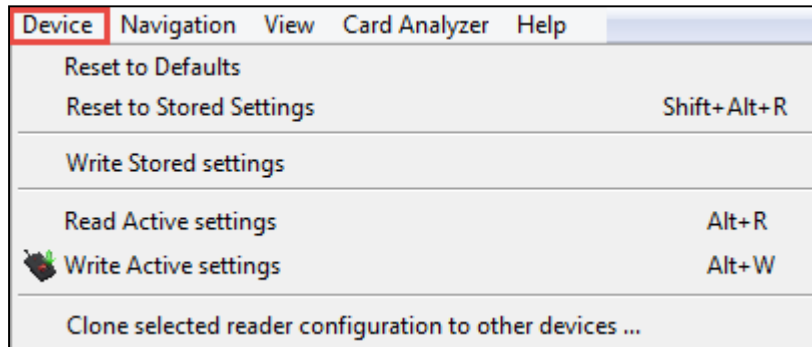 Device Navigation View Card Analyzer Help
Reset to Defaults
Reset to Stored Settings Shift+Alt+R
Write Stored settings
Read Active settings Alt+R
Write Active settings Alt+W
Clone selected reader configuration to other devices ...